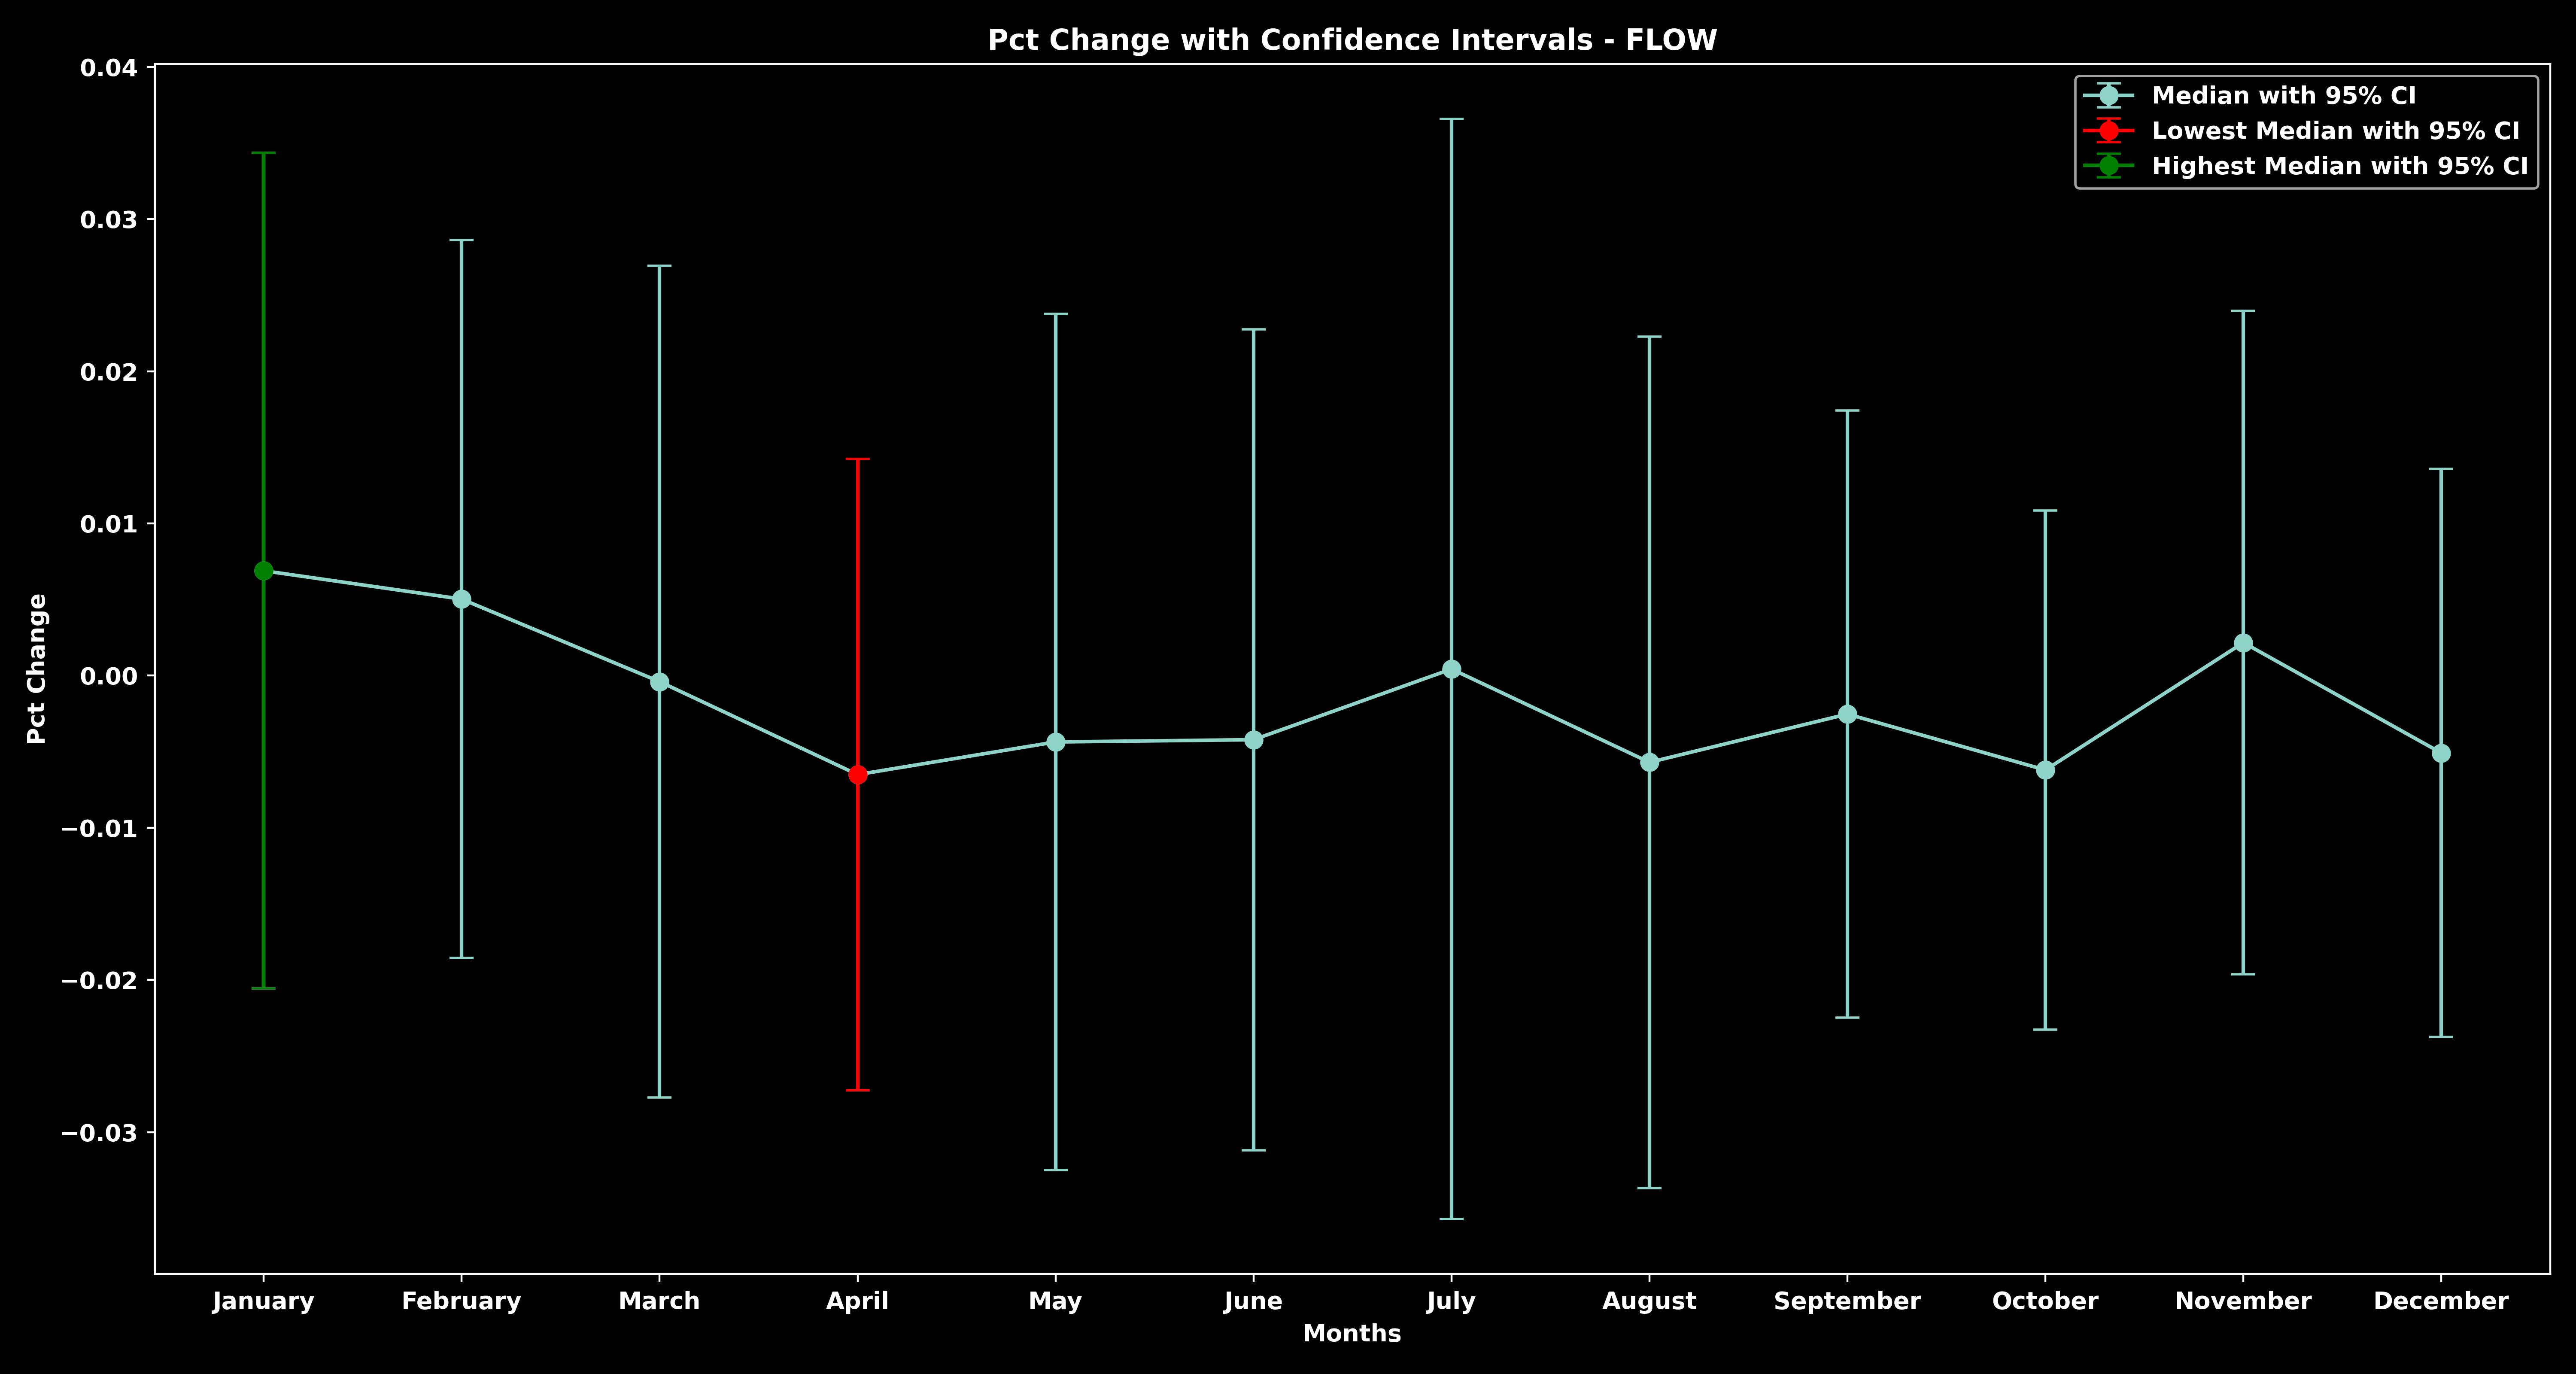 Pct Change with Confidence Intervals - FLOW
Median with 95% CI
Lowest Median with 95% CI
Highest Median with 95% CI
Pct Change
0.04
0.03
0.02
0.01
0.00
−0.01
−0.02
−0.03
January February March April May June July August September October November December
Months